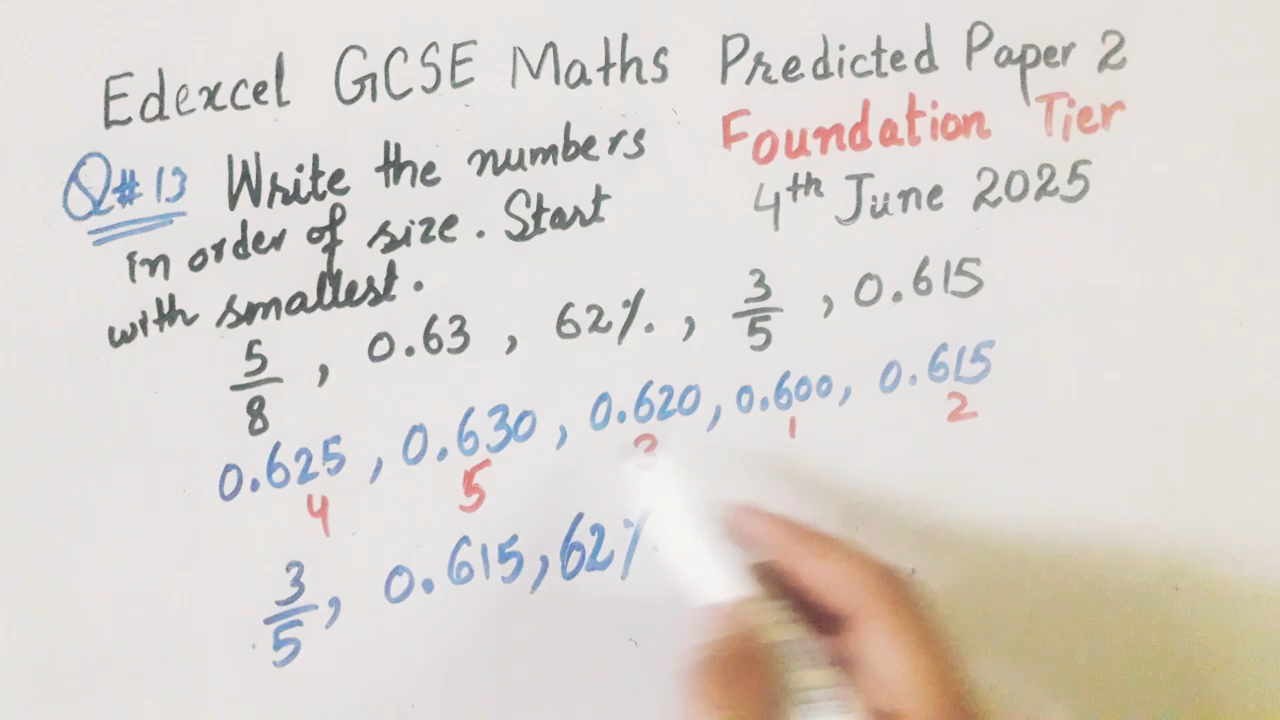 Edexcel GCSE Maths Predicted Paper 2
Foundation Tier
4th June 2025
Q#13 Write the numbers
in order of size. Start
with smallest.
5/8 , 0.63 , 62%. , 3/5 , 0.615
0.625 , 0.630 , 0.620 , 0.600 , 0.615
4 5 3 1 2
3/5 , 0.615 , 62%